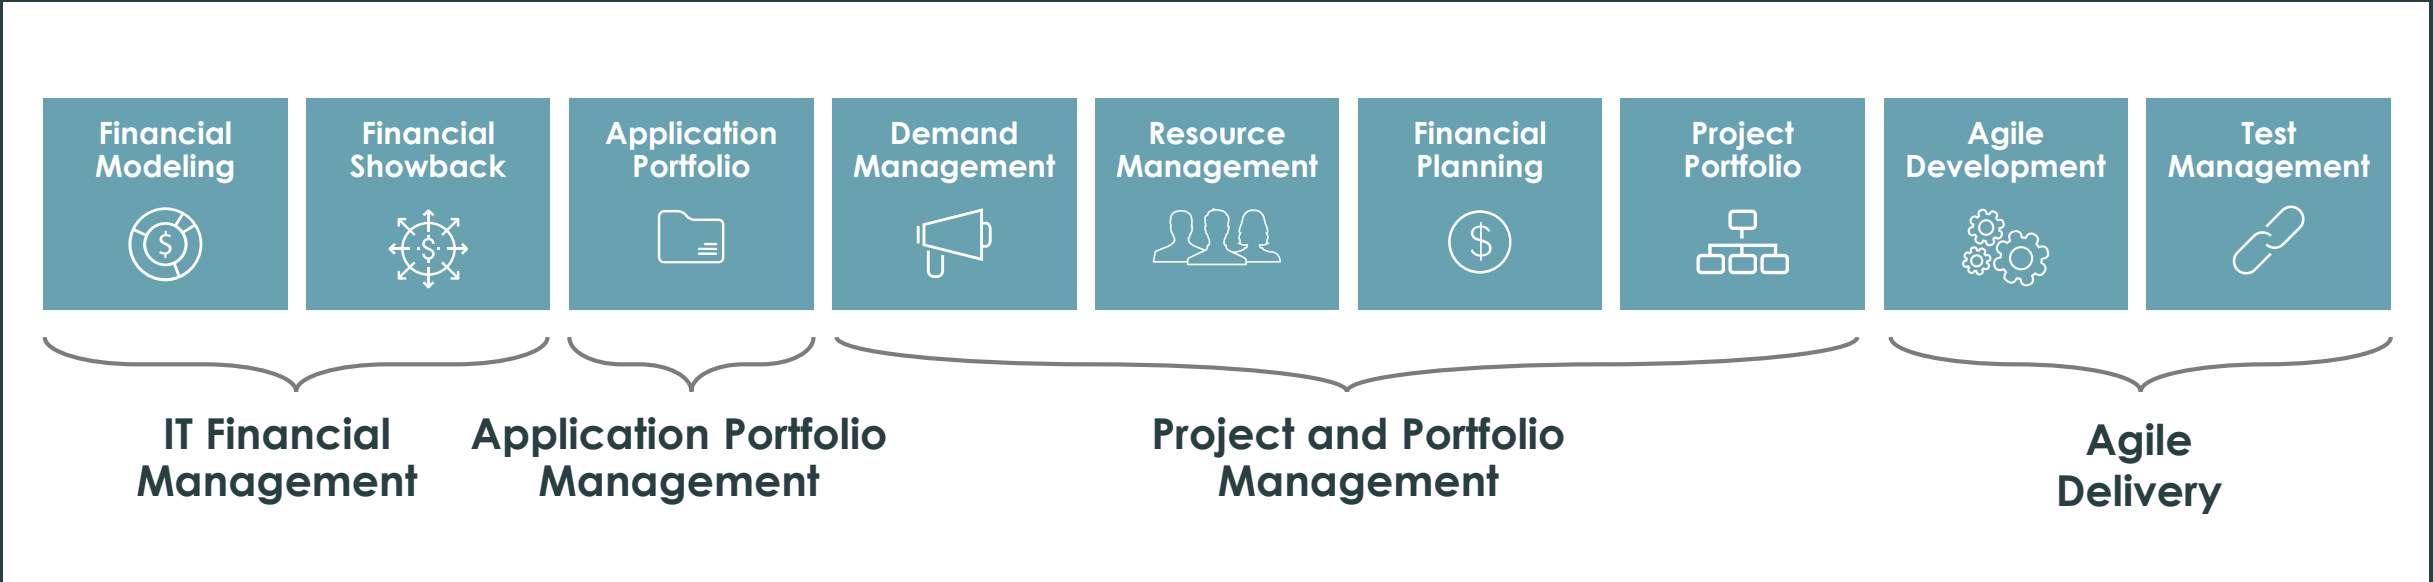 Financial
Modeling
Financial
Showback
Application
Portfolio
Demand
Management
Resource
Management
Financial
Planning
Project
Portfolio
Agile
Development
Test
Management
$
$
$
IT Financial
Management
Application Portfolio
Management
Project and Portfolio
Management
Agile
Delivery